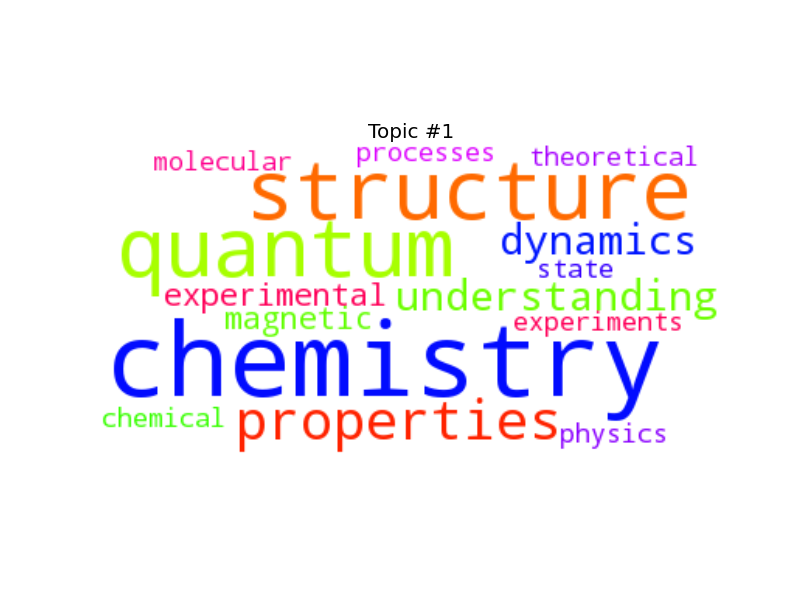 Topic #1
molecular processes theoretical
structure
quantum dynamics
state
experimental understanding
magnetic experiments
chemistry
chemical properties physics